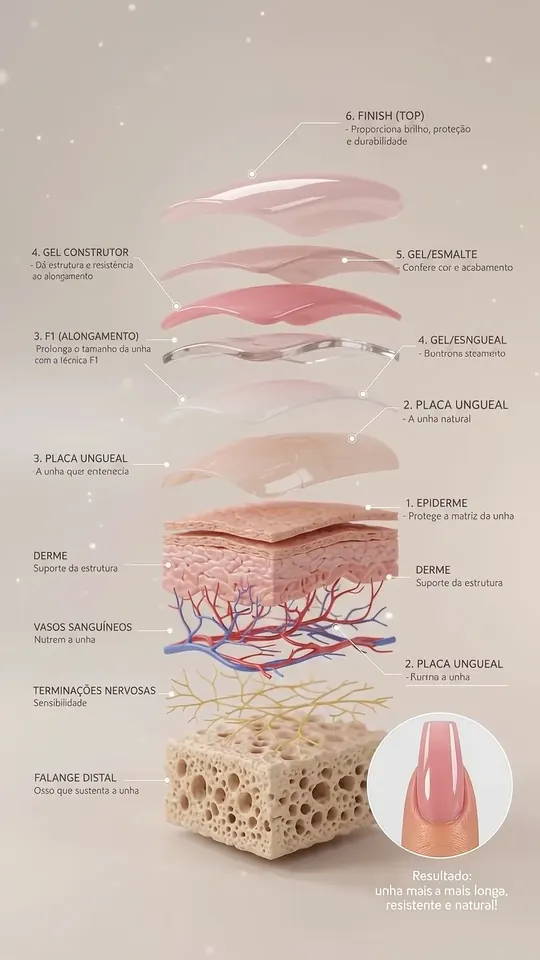 6. FINISH (TOP)
- Proporciona brilho, proteção
e durabilidade
4. GEL CONSTRUTOR
- Dá estrutura e resistência
ao alongamento
5. GEL/ESMALTE
- Confere cor e acabamento
3. F1 (ALONGAMENTO)
Prolonga o tamanho da unha
com a técnica F1
4. GEL/ESNGUEAL
- Buntrona steamento
2. PLACA UNGUEAL
- A unha natural
3. PLACA UNGUEAL
A unha quer entenecia
1. EPIDERME
- Protege a matriz da unha
DERME
Suporte da estrutura
DERME
Suporte da estrutura
VASOS SANGUÍNEOS
Nutrem a unha
2. PLACA UNGUEAL
- a unha
TERMINAÇÕES NERVOSAS
Sensibilidade
FALANGE DISTAL
Osso que sustenta a unha
Resultado:
unha mais a mais longa,
resistente e natural!